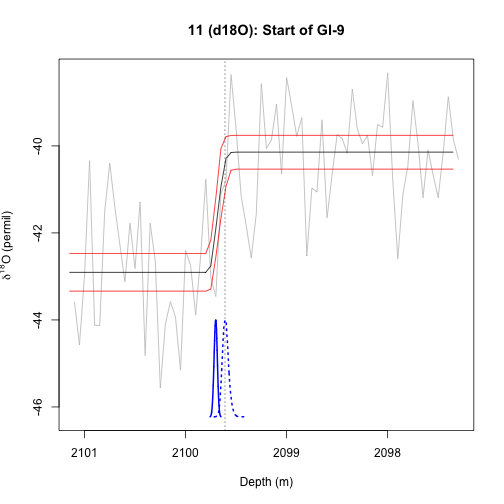 11 (d18O): Start of GI-9
δ¹⁸O (permil)
-40
-42
-44
-46
2101
2100
2099
2098
Depth (m)